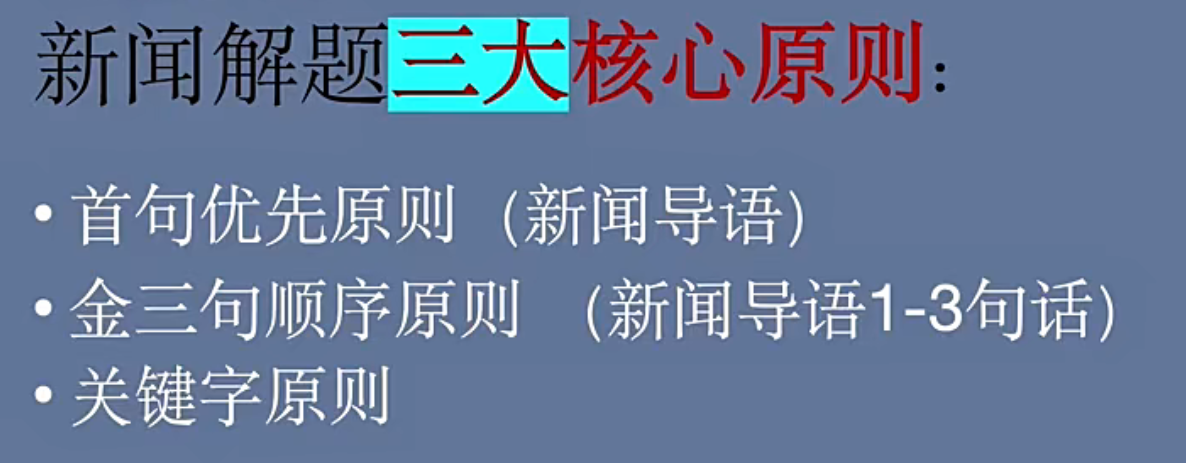 新闻解题三大核心原则:
• 首句优先原则（新闻导语）
• 金三句顺序原则 （新闻导语1-3句话）
• 关键字原则